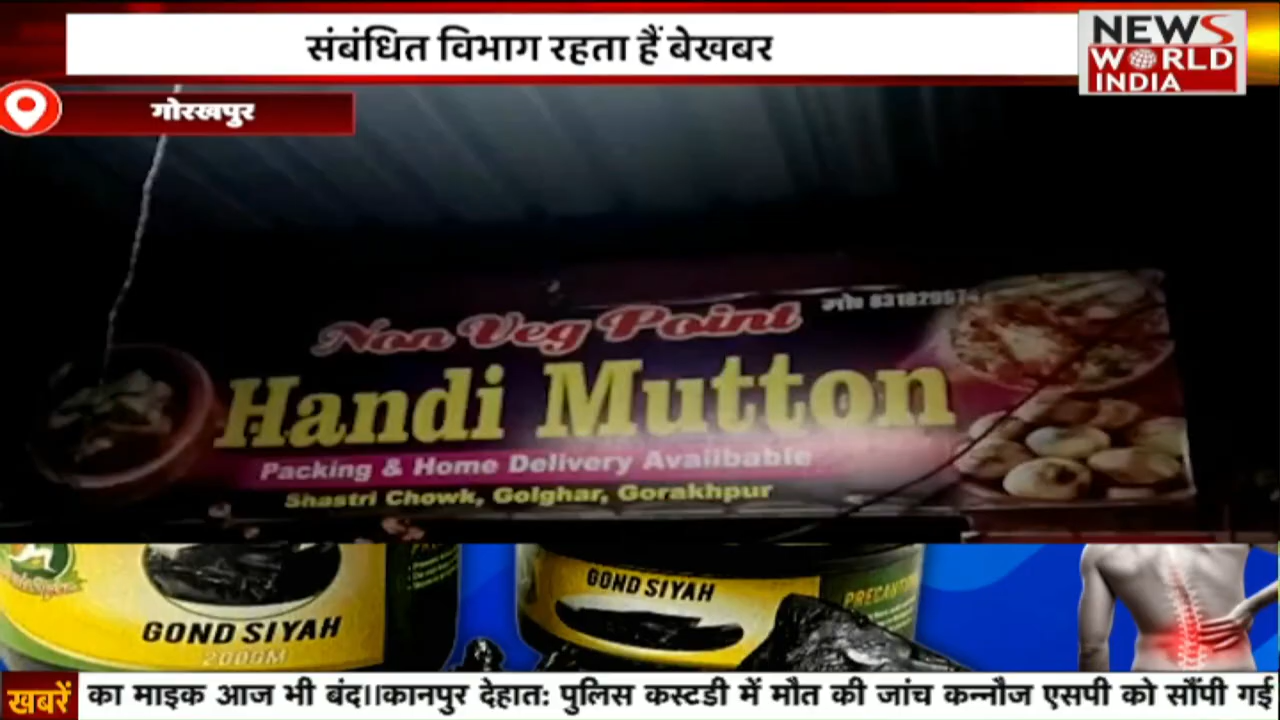 संबंधित विभाग रहता हैं बेखबर
NEWS
WORLD
INDIA
गोरखपुर
Non Veg Point
Handi Mutton
Packing & Home Delivery Availbable
Shastri Chowk, Golghar, Gorakhpur
GOND SIYAH
200GM
GOND SIYAH
खबरें
का माइक आज भी बंद।।कानपुर देहात: पुलिस कस्टडी में मौत की जांच कन्नौज एसपी को सौंपी गई